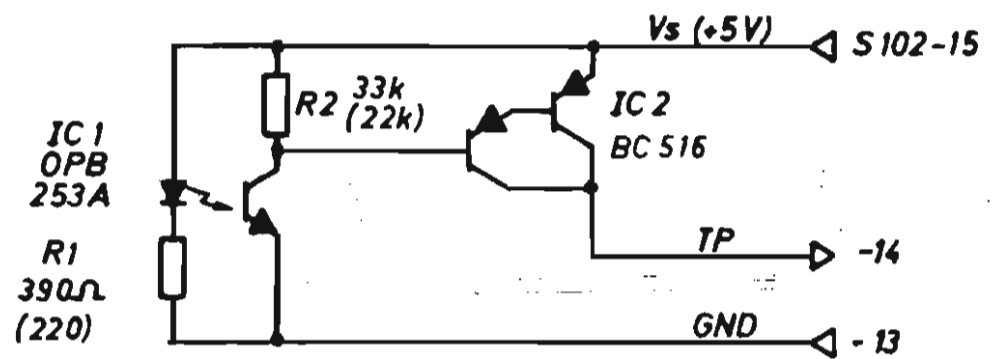 Vs (+5V)
S102-15
R2 33k
(22k)
IC 2
BC 516
IC 1
OPB
253A
R1
390Ω
(220)
TP
-14
GND
-13